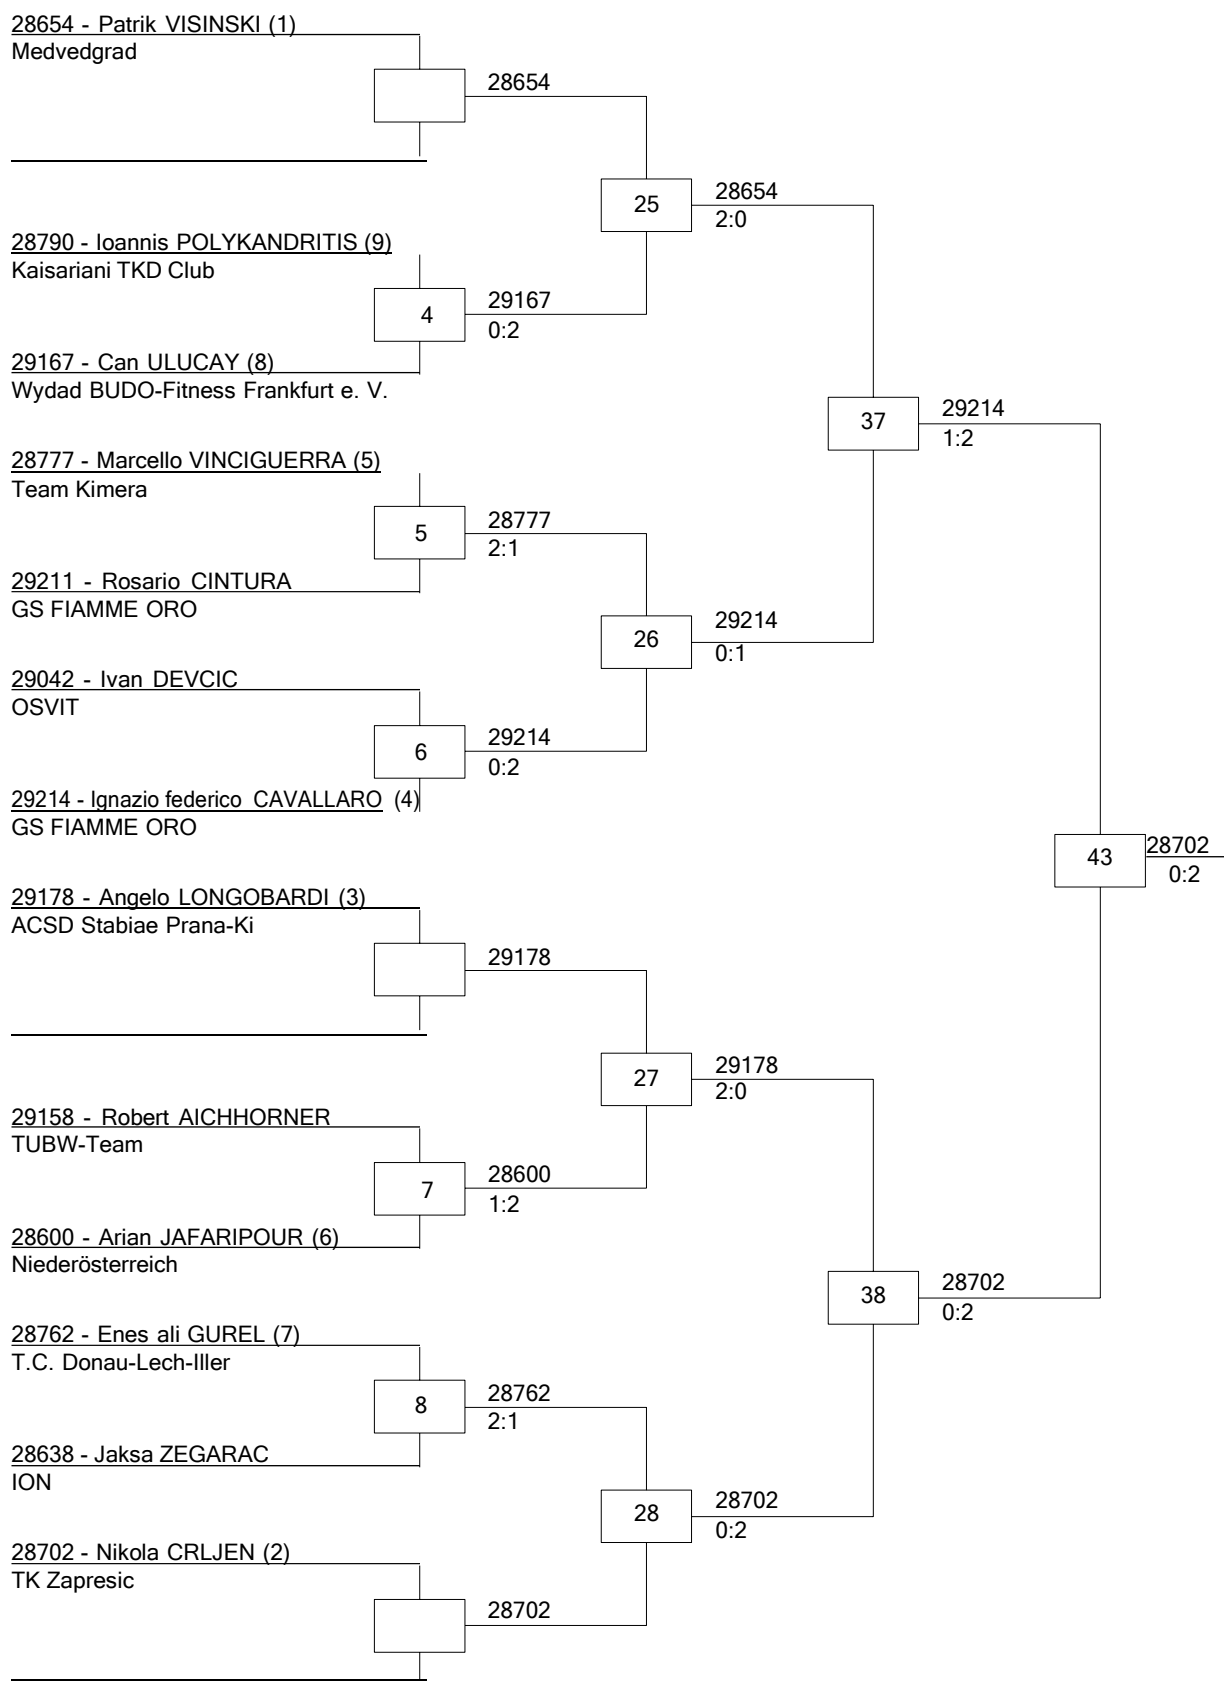 28654 - Patrik VISINSKI (1)
Medvedgrad
28654
25
28654
2:0
28790 - Ioannis POLYKANDRITIS (9)
Kaisariani TKD Club
4
29167
0:2
29167 - Can ULUCAY (8)
Wydad BUDO-Fitness Frankfurt e. V.
37
29214
1:2
28777 - Marcello VINCIGUERRA (5)
Team Kimera
5
28777
2:1
29211 - Rosario CINTURA
GS FIAMME ORO
26
29214
0:1
29042 - Ivan DEVCIC
OSVIT
6
29214
0:2
29214 - Ignazio federico CAVALLARO (4)
GS FIAMME ORO
43
28702
0:2
29178 - Angelo LONGOBARDI (3)
ACSD Stabiae Prana-Ki
29178
27
29178
2:0
29158 - Robert AICHHORNER
TUBW-Team
7
28600
1:2
28600 - Arian JAFARIPOUR (6)
Niederösterreich
38
28702
0:2
28762 - Enes ali GUREL (7)
T.C. Donau-Lech-Iller
8
28762
2:1
28638 - Jaksa ZEGARAC
ION
28
28702
0:2
28702 - Nikola CRLJEN (2)
TK Zapresic
28702